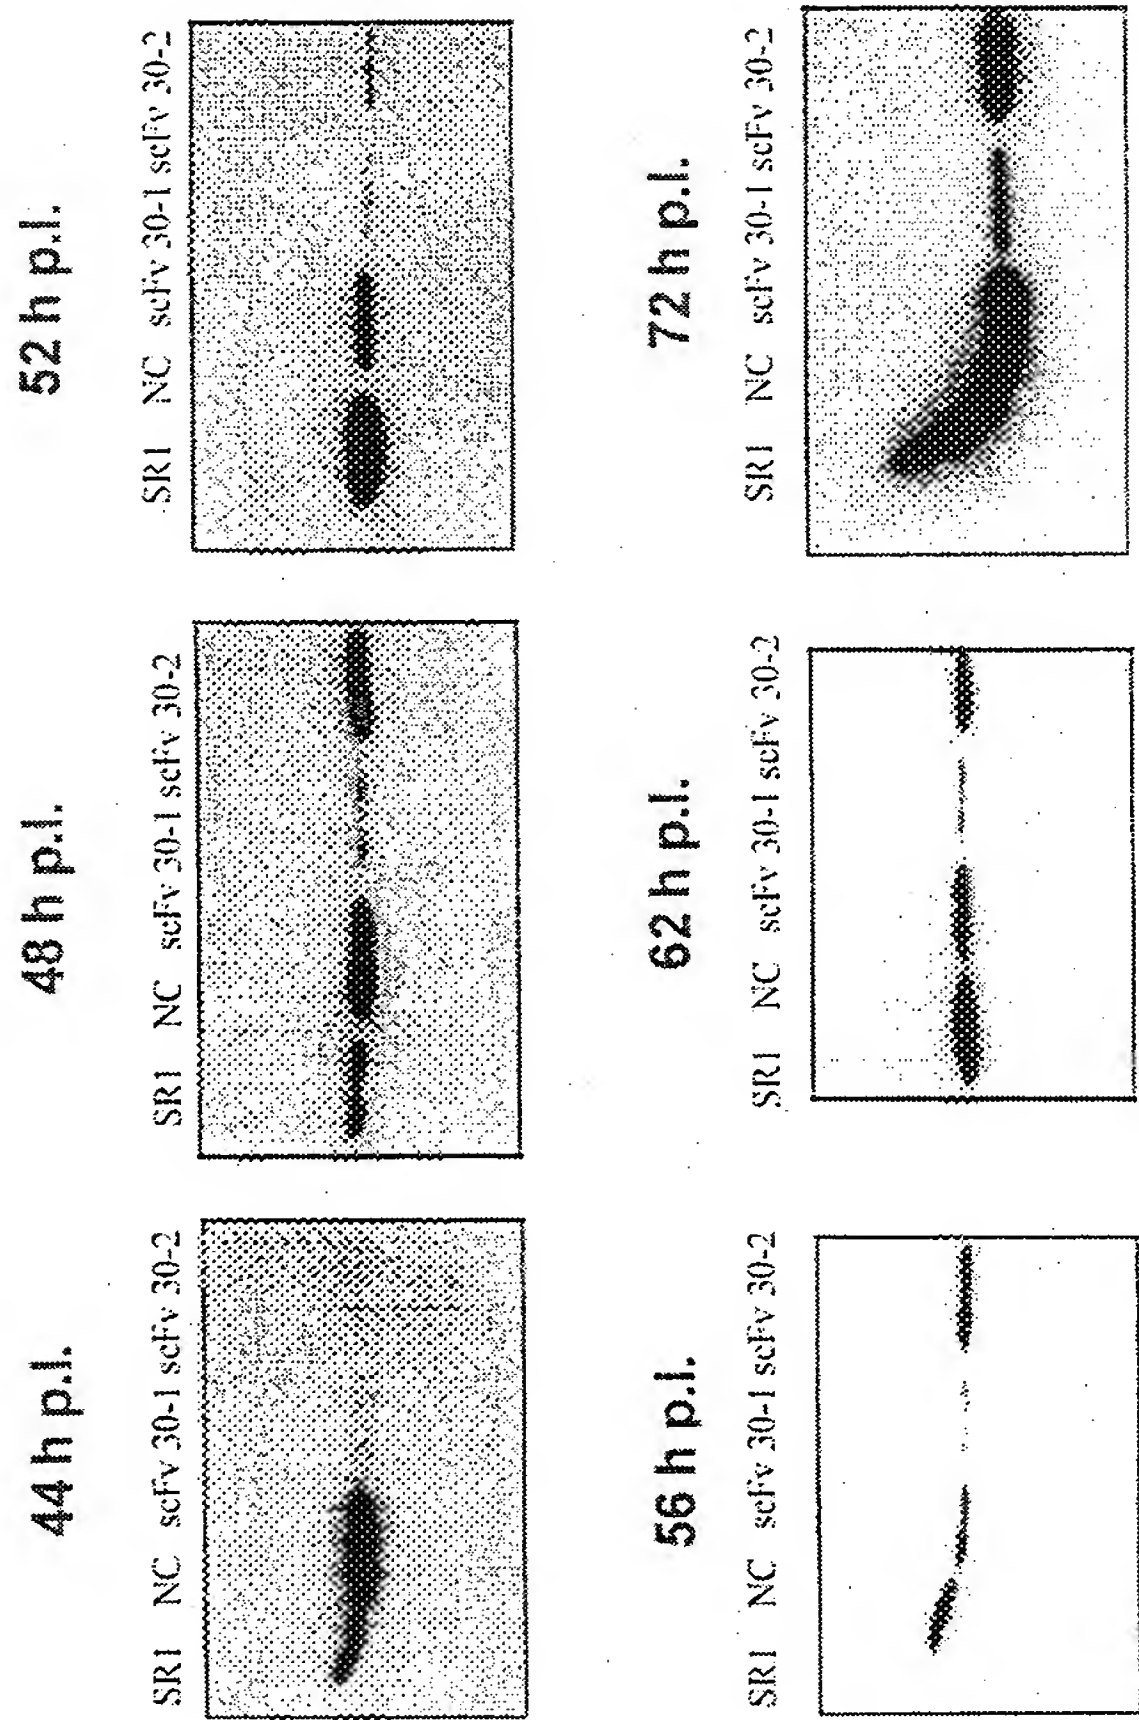 44 h p.I.
SR1 NC scFv 30-1 scFv 30-2
48 h p.I.
SR1 NC scFv 30-1 scFv 30-2
52 h p.I.
SR1 NC scFv 30-1 scFv 30-2
56 h p.I.
SR1 NC scFv 30-1 scFv 30-2
62 h p.I.
SR1 NC scFv 30-1 scFv 30-2
72 h p.I.
SR1 NC scFv 30-1 scFv 30-2